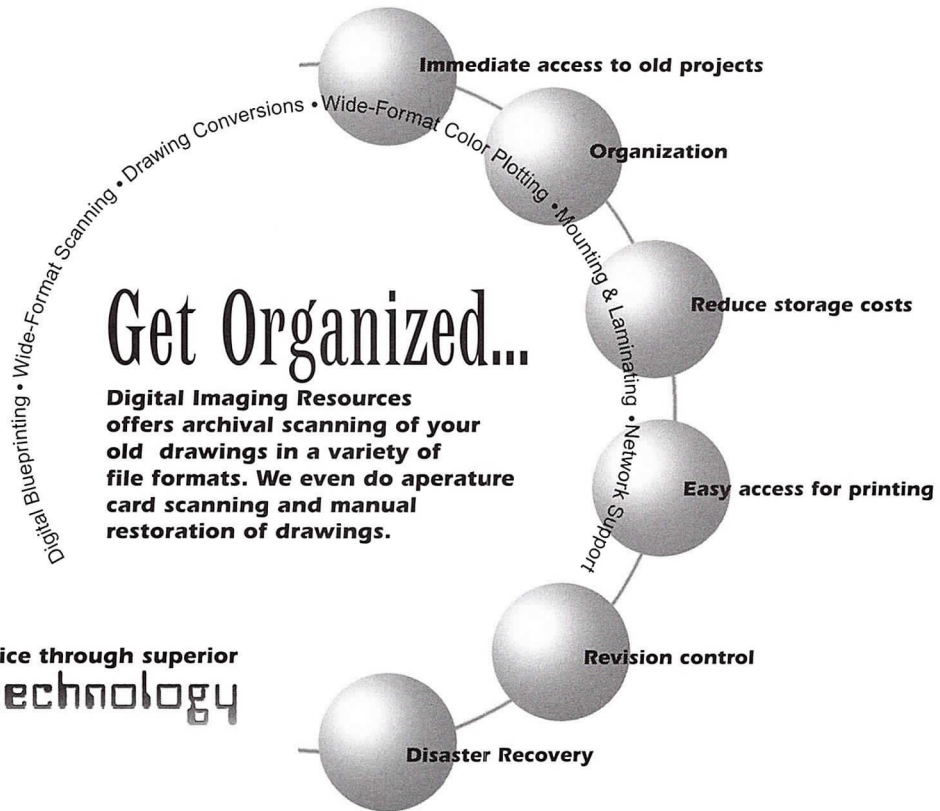 Immediate access to old projects
Organization
Reduce storage costs
Easy access for printing
Revision control
Disaster Recovery
Digital Blueprinting • Wide-Format Scanning • Drawing Conversions • Wide-Format Color Plotting • Mounting & Laminating • Network Support
Get Organized...
Digital Imaging Resources
offers archival scanning of your
old drawings in a variety of
file formats. We even do aperature
card scanning and manual
restoration of drawings.
through superior